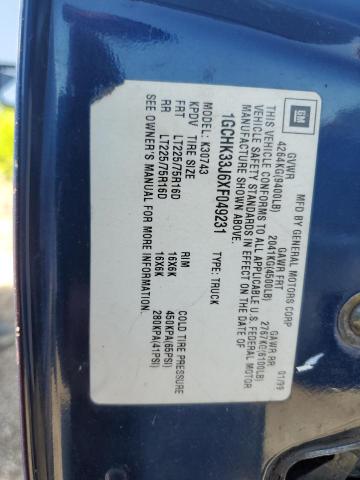 GM
MFD BY GENERAL MOTORS CORP
01/99
GVWR GAWR FRT GAWR RR
4264KG(9400LB) 2041KG(4500LB) 2767KG(6100LB)
THIS VEHICLE CONFORMS TO ALL APPLICABLE U.S. FEDERAL MOTOR
VEHICLE SAFETY STANDARDS IN EFFECT ON THE DATE OF
MANUFACTURE SHOWN ABOVE.
1GCHK33J6XF049231 TYPE: TRUCK
MODEL: K30743
KPDV TIRE SIZE RIM COLD TIRE PRESSURE
FRT LT225/75R16D 16X6K 450KPA(65PSI)
RR LT225/75R16D 16X6K 280KPA(41PSI)
SEE OWNER'S MANUAL FOR MORE INFORMATION.